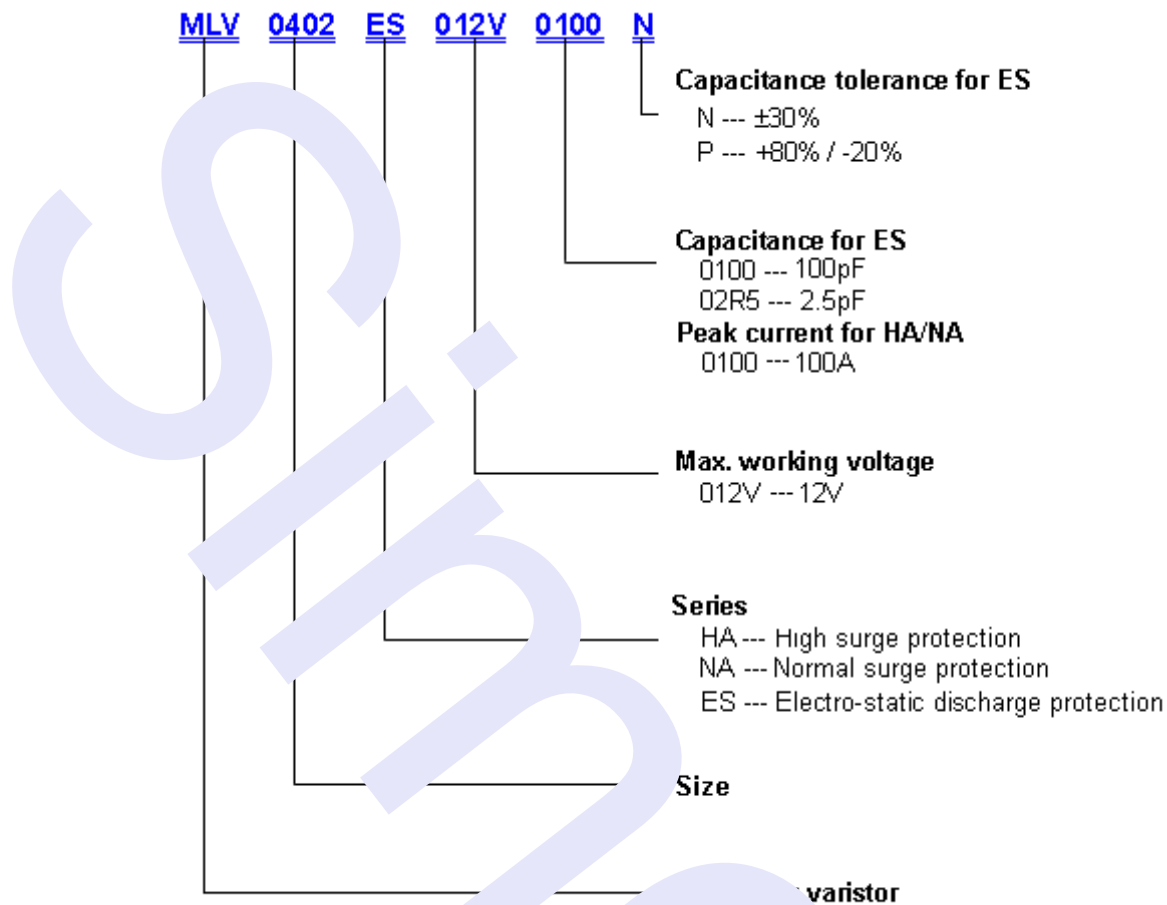 MLV 0402 ES 012V 0100 N
Capacitance tolerance for ES
N --- ±30%
P --- +80% / -20%
Capacitance for ES
0100 --- 100pF
02R5 --- 2.5pF
Peak current for HA/NA
0100 --- 100A
Max. working voltage
012V --- 12V
Series
HA --- High surge protection
NA --- Normal surge protection
ES --- Electro-static discharge protection
Size
varistor